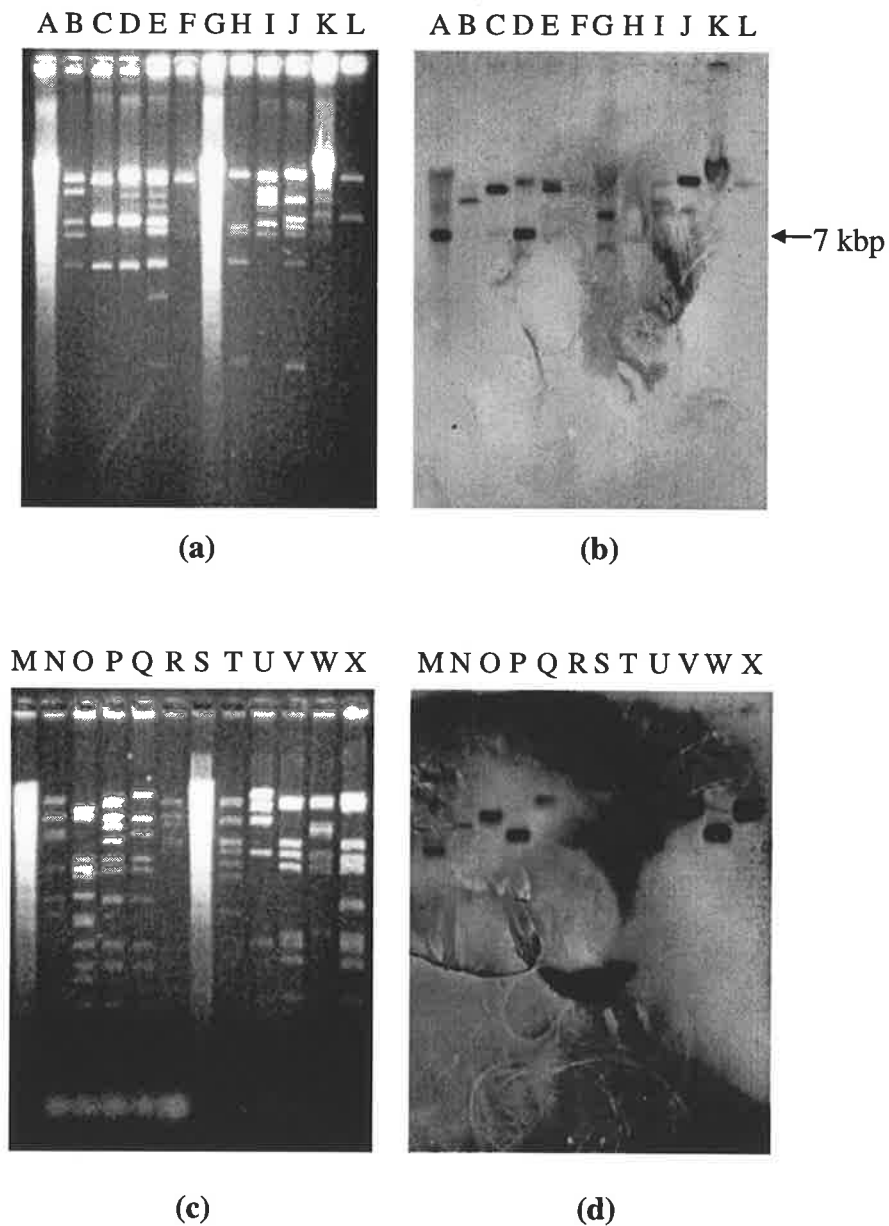 A B C D E F G H I J K L
A B C D E F G H I J K L
7 kbp
(a)
(b)
M N O P Q R S T U V W X
M N O P Q R S T U V W X
(c)
(d)